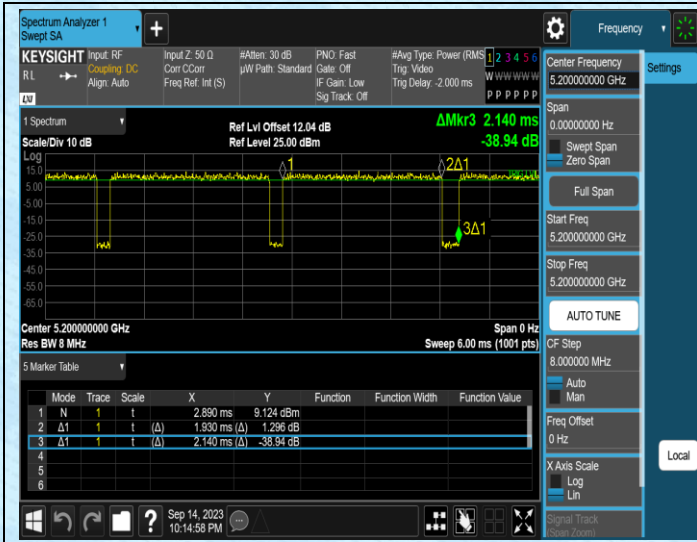 Spectrum Analyzer 1
Swept SA
Frequency
KEYSIGHT
RL
LXI
Input: RF
Coupling: DC
Align: Auto
Input Z: 50 Ω
Corr CCorr
Freq Ref: Int (S)
#Atten: 30 dB
µW Path: Standard
PNO: Fast
Gate: Off
IF Gain: Low
Sig Track: Off
#Avg Type: Power (RMS
Trig: Video
Trig Delay: -2.000 ms
1 2 3 4 5 6
W W W W W W
P P P P P P
1 Spectrum
Scale/Div 10 dB
Ref Lvl Offset 12.04 dB
Ref Level 25.00 dBm
ΔMkr3 2.140 ms
-38.94 dB
Log
15.0
5.00
-5.00
-15.0
-25.0
-35.0
-45.0
-55.0
-65.0
1
2Δ1
3Δ1
Center 5.200000000 GHz
Res BW 8 MHz
Span 0 Hz
Sweep 6.00 ms (1001 pts)
5 Marker Table
Mode Trace Scale X Y Function Function Width Function Value
1 N 1 t 2.890 ms 9.124 dBm
2 Δ1 1 t (Δ) 1.930 ms (Δ) 1.296 dB
3 Δ1 1 t (Δ) 2.140 ms (Δ) -38.94 dB
4
5
6
?
Sep 14, 2023
10:14:58 PM
Center Frequency
5.200000000 GHz
Span
0.00000000 Hz
Swept Span
Zero Span
Full Span
Start Freq
5.200000000 GHz
Stop Freq
5.200000000 GHz
AUTO TUNE
CF Step
8.000000 MHz
Auto
Man
Freq Offset
0 Hz
X Axis Scale
Log
Lin
Signal Track
(Span Zoom)
Settings
Local